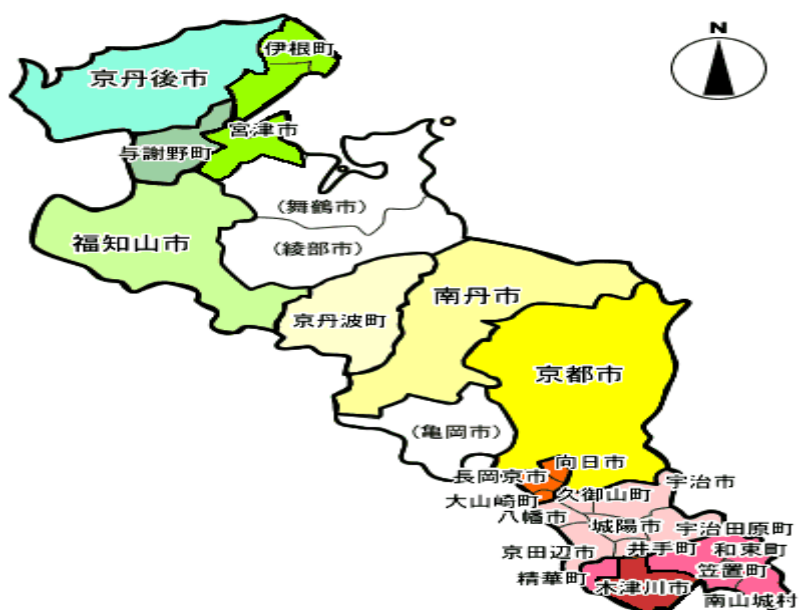 N
伊根町
京丹後市
宮津市
与謝野町
(舞鶴市)
福知山市
(綾部市)
南丹市
京丹波町
京都市
(亀岡市)
向日市
長岡京市
宇治市
大山崎町
久御山町
八幡市
城陽市
宇治田原町
京田辺市
井手町
和束町
笠置町
精華町
木津川市
南山城村